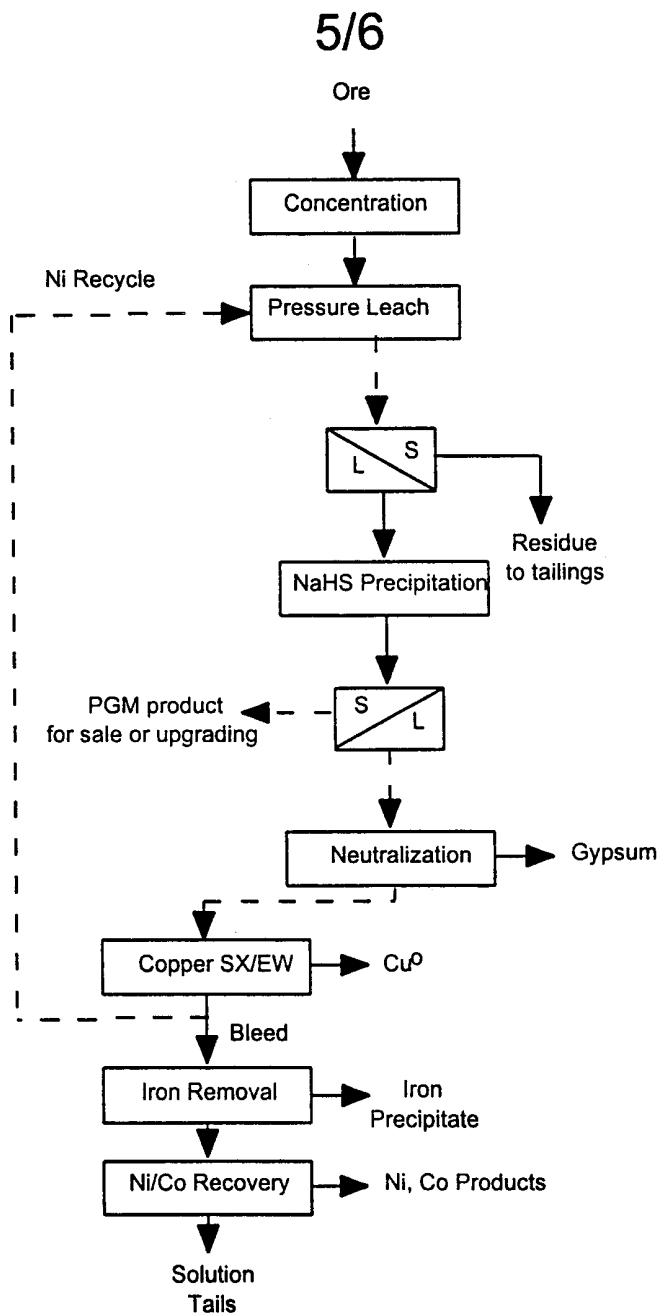 5/6
Ore
Concentration
Ni Recycle
Pressure Leach
S
L
Residue
to tailings
NaHS Precipitation
PGM product
for sale or upgrading
S
L
Neutralization
Gypsum
Copper SX/EW
Cuº
Bleed
Iron Removal
Iron
Precipitate
Ni/Co Recovery
Ni, Co Products
Solution
Tails